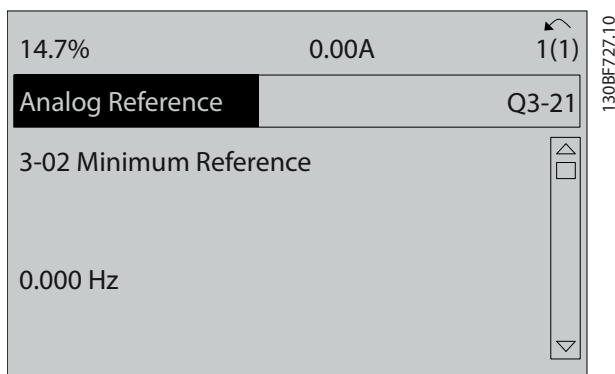 14.7% 0.00A 1(1)
Analog Reference Q3-21
3-02 Minimum Reference
0.000 Hz
130BF727.10